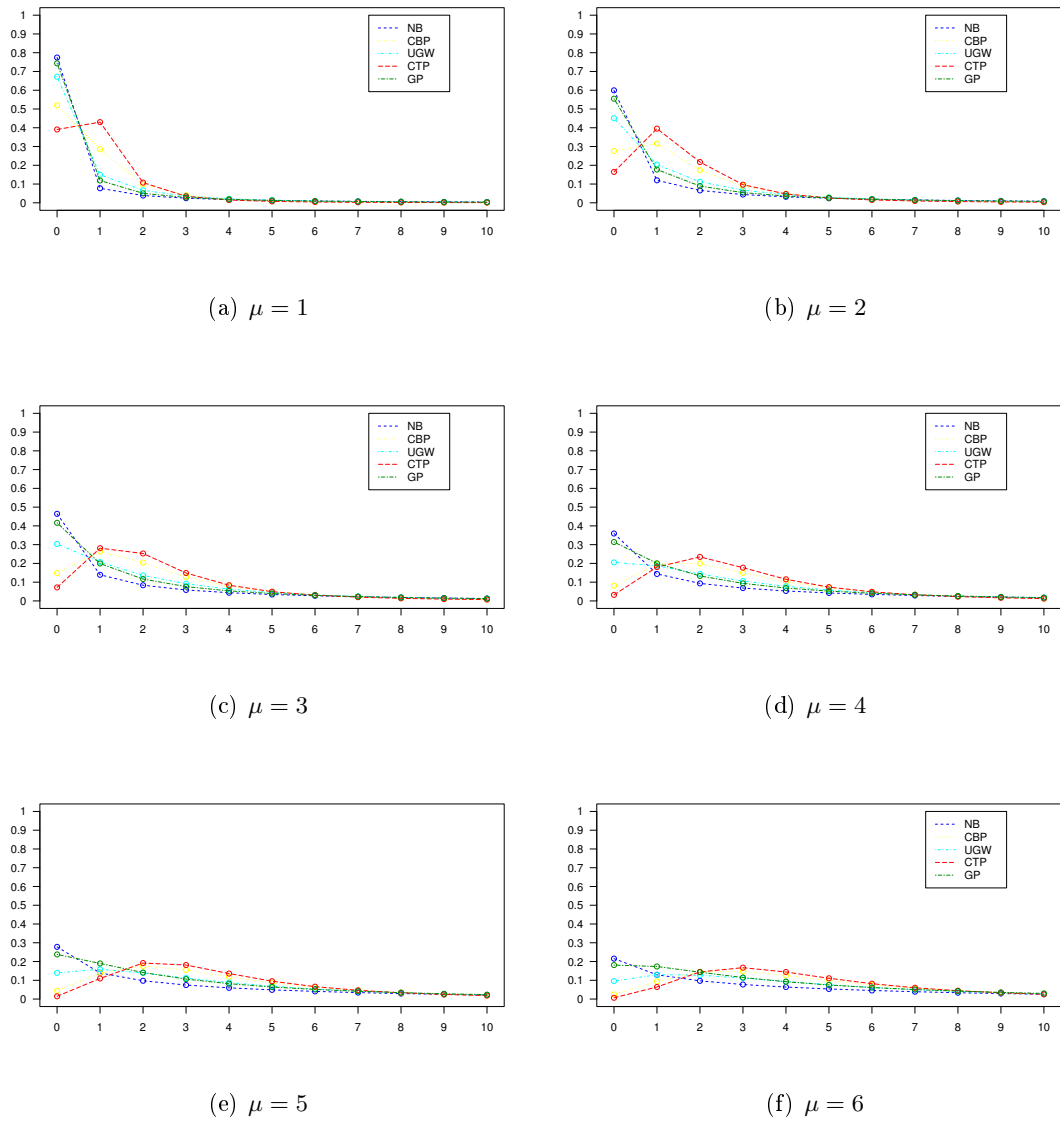 1
0.9
0.8
0.7
0.6
0.5
0.4
0.3
0.2
0.1
0
NB
CBP
UGW
CTP
GP
0 1 2 3 4 5 6 7 8 9 10
(a) μ = 1
1
0.9
0.8
0.7
0.6
0.5
0.4
0.3
0.2
0.1
0
NB
CBP
UGW
CTP
GP
0 1 2 3 4 5 6 7 8 9 10
(b) μ = 2
1
0.9
0.8
0.7
0.6
0.5
0.4
0.3
0.2
0.1
0
NB
CBP
UGW
CTP
GP
0 1 2 3 4 5 6 7 8 9 10
(c) μ = 3
1
0.9
0.8
0.7
0.6
0.5
0.4
0.3
0.2
0.1
0
NB
CBP
UGW
CTP
GP
0 1 2 3 4 5 6 7 8 9 10
(d) μ = 4
1
0.9
0.8
0.7
0.6
0.5
0.4
0.3
0.2
0.1
0
0 1 2 3 4 5 6 7 8 9 10
(e) μ = 5
1
0.9
0.8
0.7
0.6
0.5
0.4
0.3
0.2
0.1
0
NB
CBP
UGW
CTP
GP
0 1 2 3 4 5 6 7 8 9 10
(f) μ = 6